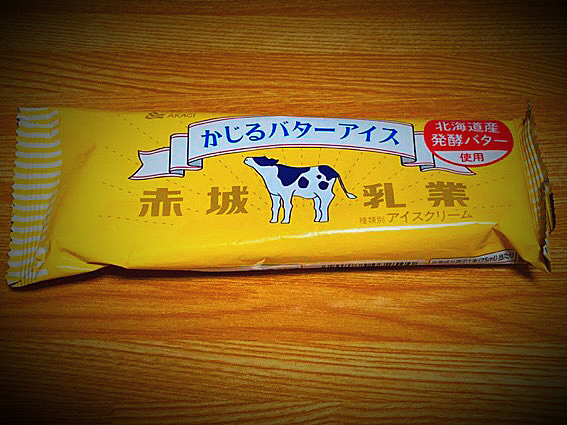 AKAGI
かじるバターアイス
北海道産
発酵バター
使用
赤城 乳業
種類別 アイスクリーム